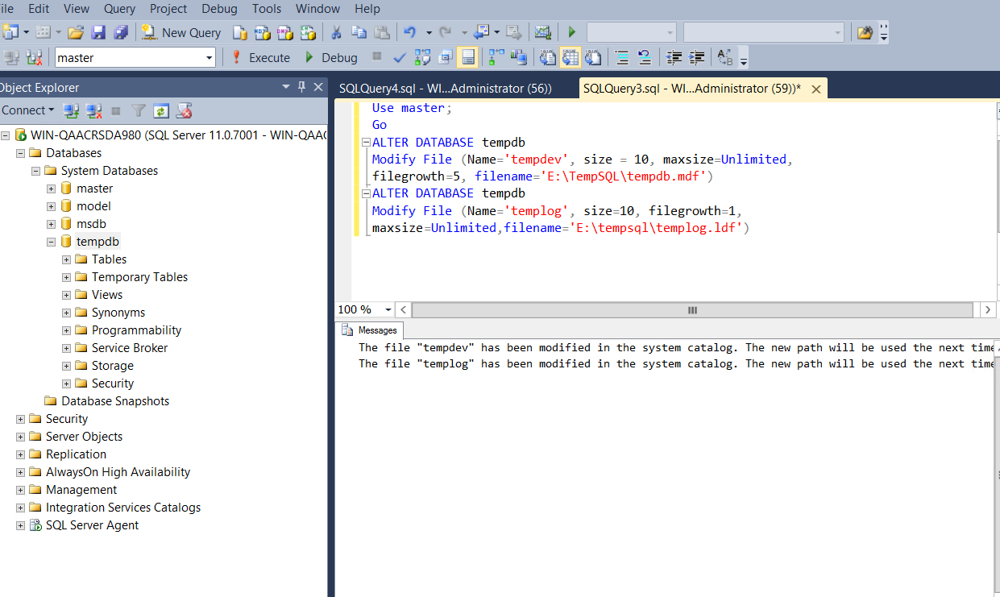 ile Edit View Query Project Debug Tools Window Help
New Query
master Execute Debug
Object Explorer
Connect
WIN-QAACRSDA980 (SQL Server 11.0.7001 - WIN-QAAC
Databases
System Databases
master
model
msdb
tempdb
Tables
Temporary Tables
Views
Synonyms
Programmability
Service Broker
Storage
Security
Database Snapshots
Security
Server Objects
Replication
AlwaysOn High Availability
Management
Integration Services Catalogs
SQL Server Agent
SQLQuery4.sql - WI...Administrator (56)) SQLQuery3.sql - WI...Administrator (59))*
Use master;
Go
ALTER DATABASE tempdb
Modify File (Name='tempdev', size = 10, maxsize=Unlimited,
filegrowth=5, filename='E:\TempSQL\tempdb.mdf')
ALTER DATABASE tempdb
Modify File (Name='templog', size=10, filegrowth=1,
maxsize=Unlimited,filename='E:\tempsql\templog.ldf')
100 %
Messages
The file "tempdev" has been modified in the system catalog. The new path will be used the next time
The file "templog" has been modified in the system catalog. The new path will be used the next time